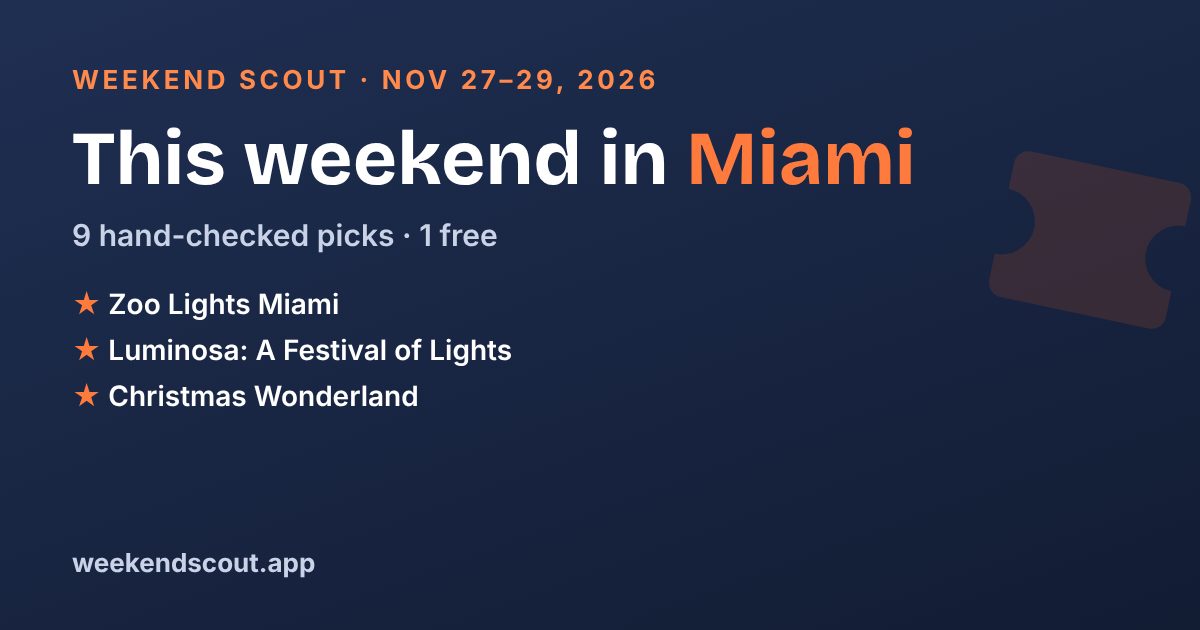 WEEKEND SCOUT · NOV 27–29, 2026
This weekend in Miami
9 hand-checked picks · 1 free
★ Zoo Lights Miami
★ Luminosa: A Festival of Lights
★ Christmas Wonderland
weekendscout.app